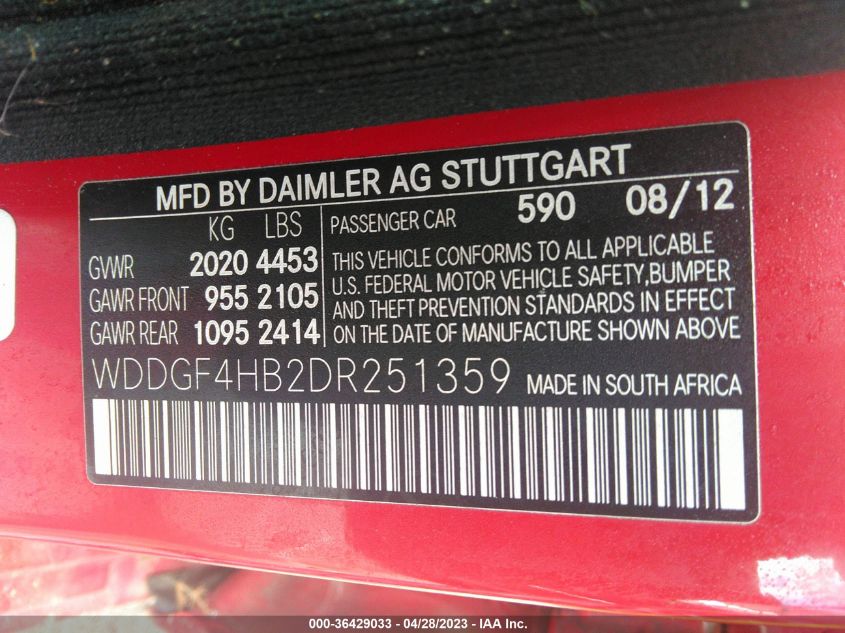 MFD BY DAIMLER AG STUTTGART
KG LBS
GVWR 2020 4453
GAWR FRONT 955 2105
GAWR REAR 1095 2414
PASSENGER CAR 590 08/12
THIS VEHICLE CONFORMS TO ALL APPLICABLE
U.S. FEDERAL MOTOR VEHICLE SAFETY,BUMPER
AND THEFT PREVENTION STANDARDS IN EFFECT
ON THE DATE OF MANUFACTURE SHOWN ABOVE
WDDGF4HB2DR251359 MADE IN SOUTH AFRICA
000-36429033 - 04/28/2023 - IAA Inc.